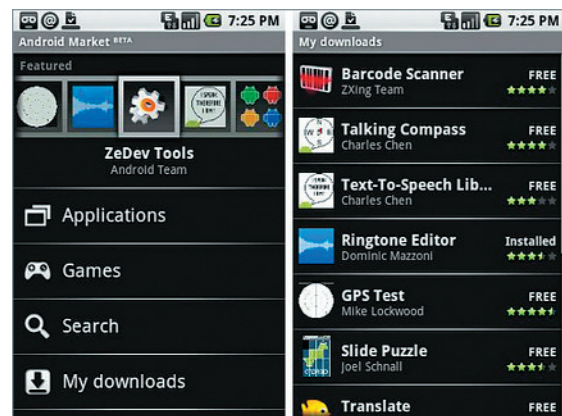 7:25 PM
Android Market BETA
Featured
ZeDev Tools
Android Team
Applications
Games
Search
My downloads
7:25 PM
My downloads
Barcode Scanner FREE
ZXing Team
Talking Compass FREE
Charles Chen
Text-To-Speech Lib... FREE
Charles Chen
Ringtone Editor Installed
Dominic Mazzoni
GPS Test FREE
Mike Lockwood
Slide Puzzle FREE
Joel Schnall
Translate FREE